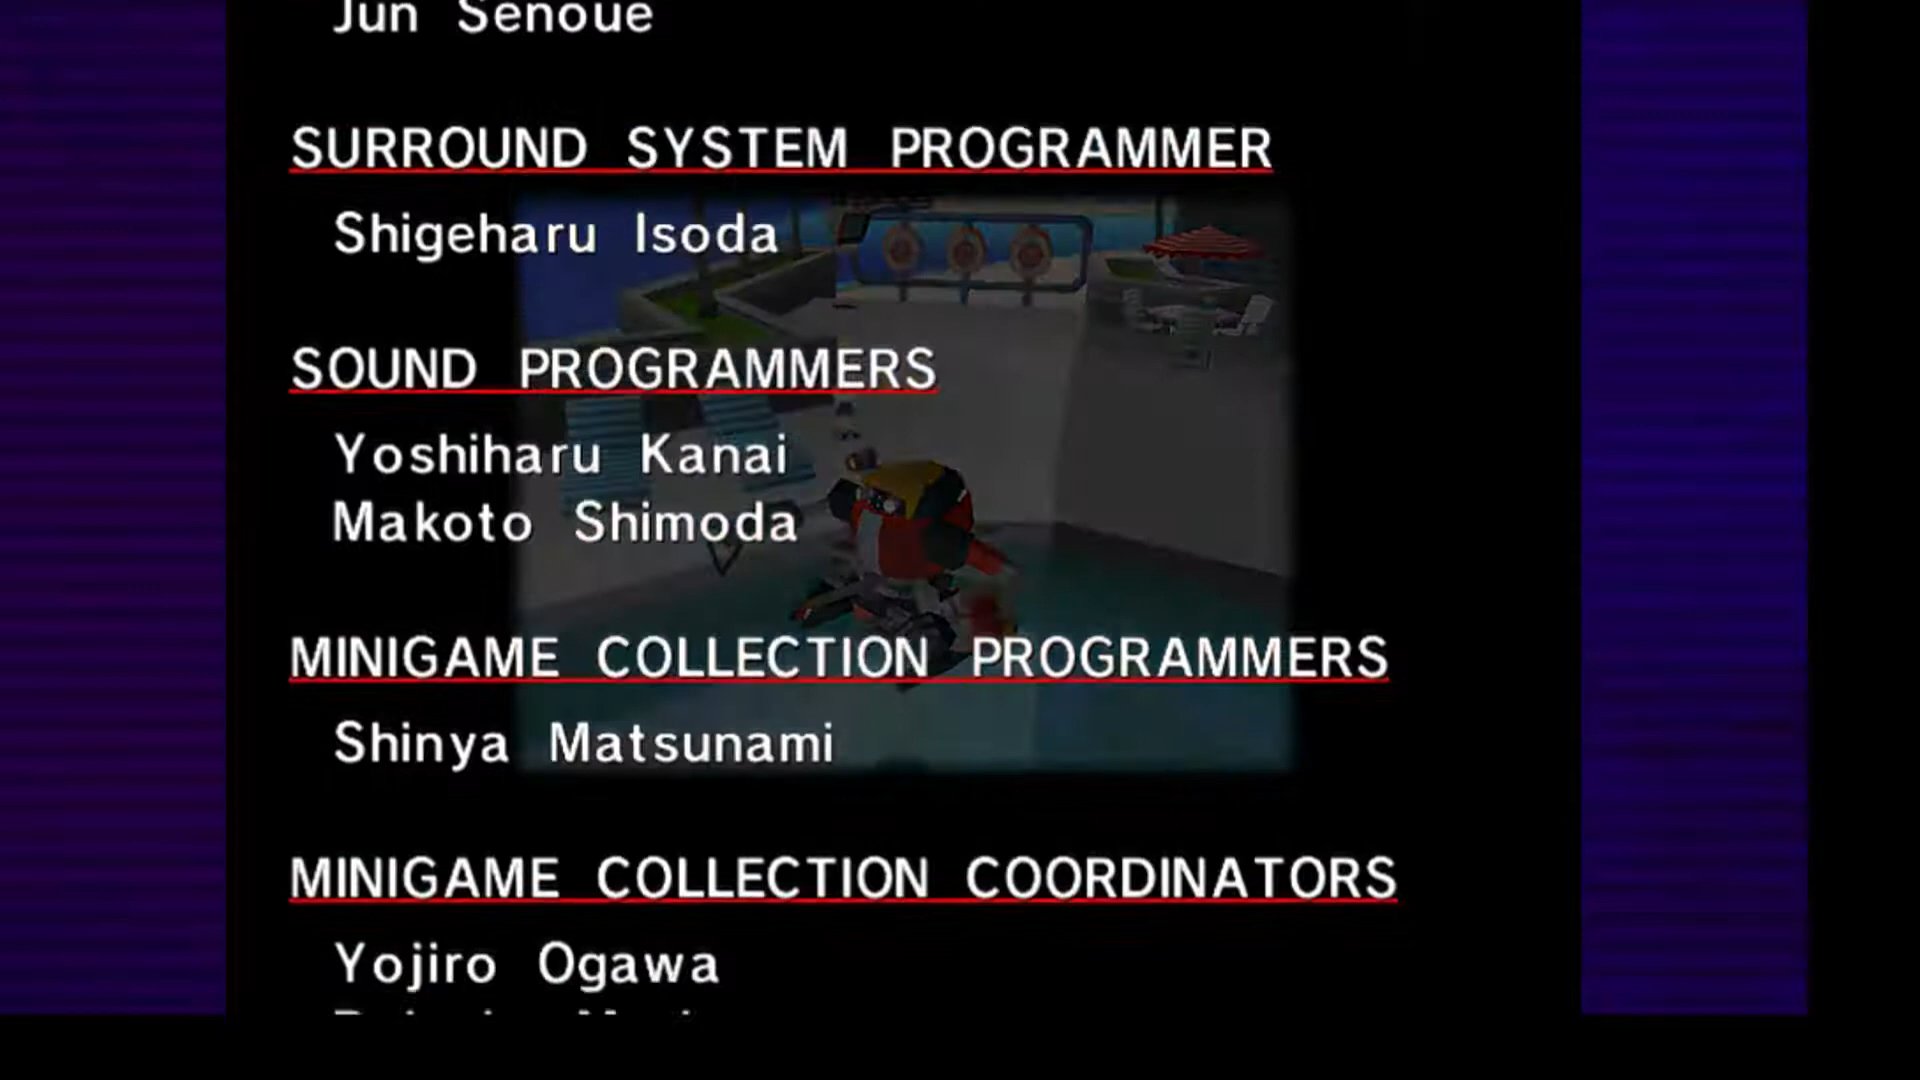 Jun Senoue
SURROUND SYSTEM PROGRAMMER
Shigeharu Isoda
SOUND PROGRAMMERS
Yoshiharu Kanai
Makoto Shimoda
MINIGAME COLLECTION PROGRAMMERS
Shinya Matsunami
MINIGAME COLLECTION COORDINATORS
Yojiro Ogawa